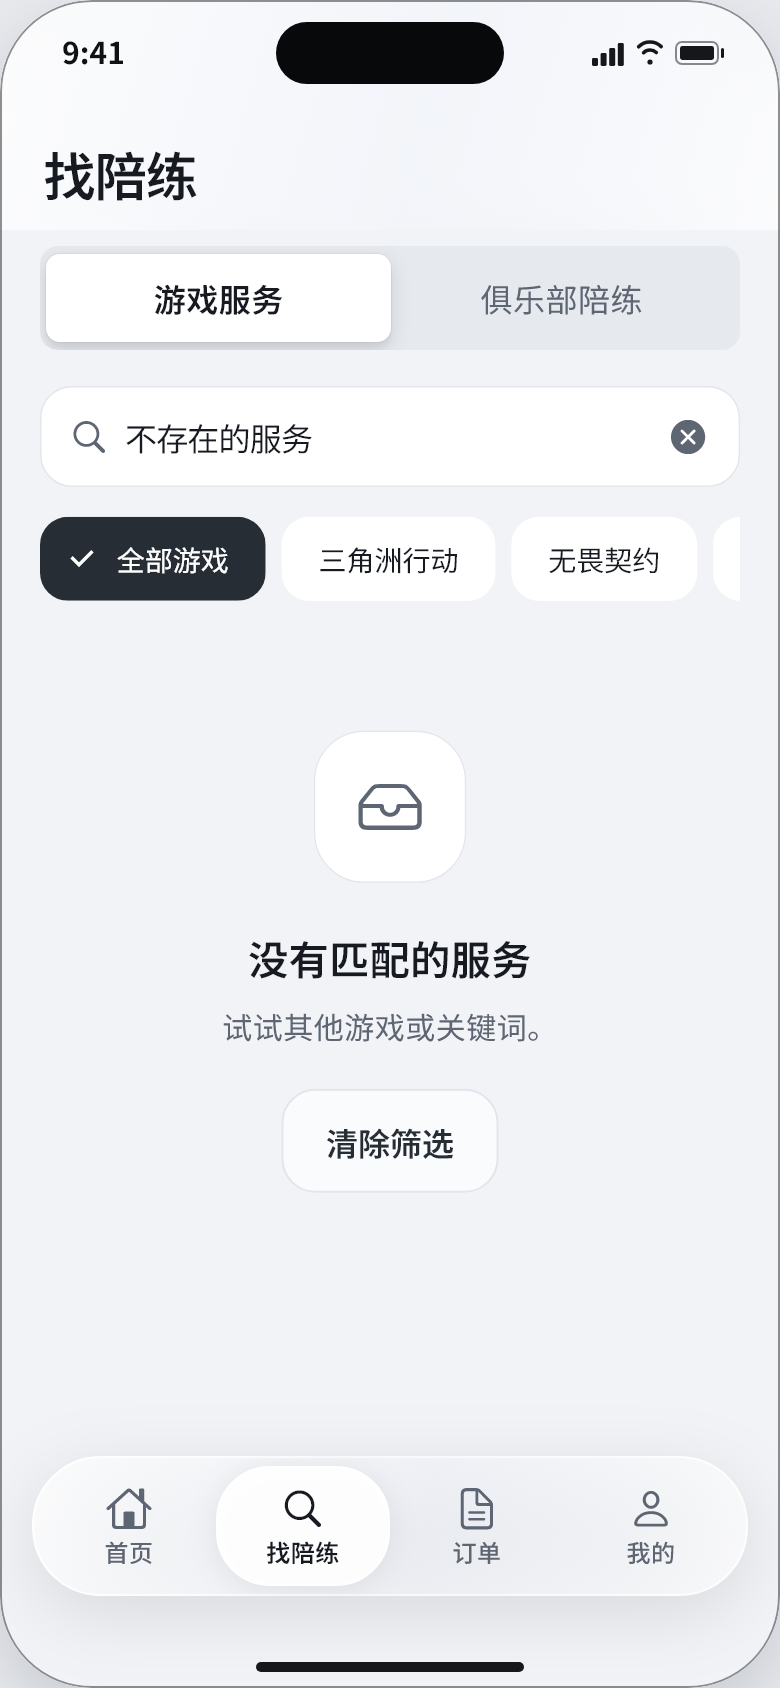 9:41
找陪练
游戏服务
俱乐部陪练
不存在的服务
全部游戏
三角洲行动
无畏契约
没有匹配的服务
试试其他游戏或关键词。
清除筛选
首页
找陪练
订单
我的